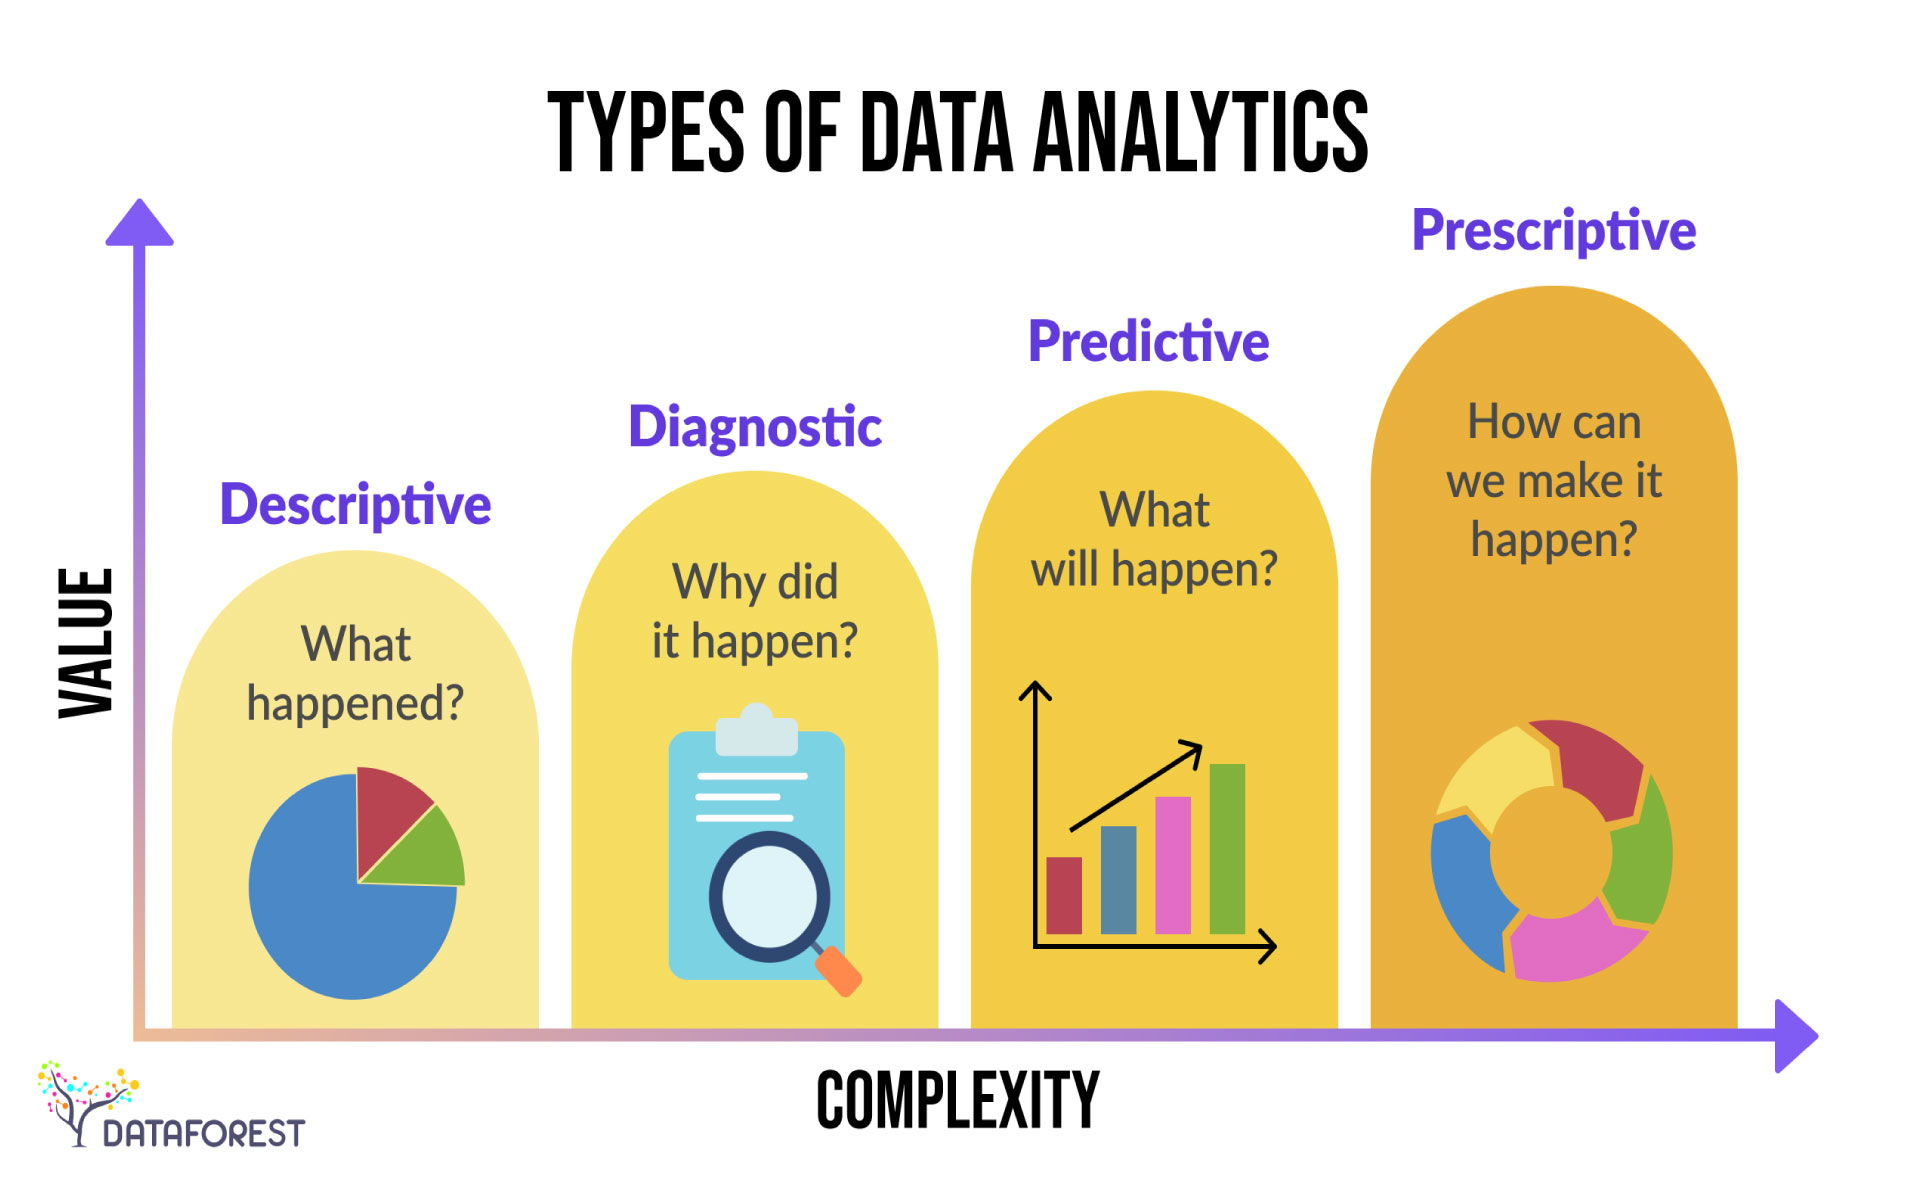 TYPES OF DATA ANALYTICS
Prescriptive
Predictive
Diagnostic
Descriptive
How can
we make it
happen?
What
will happen?
Why did
it happen?
What
happened?
VALUE
COMPLEXITY
DATAFOREST